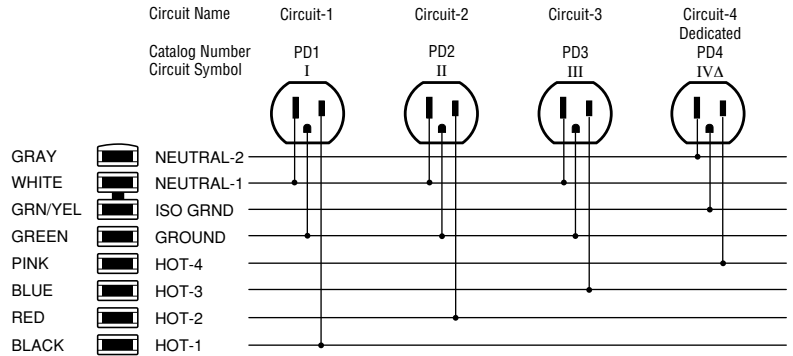 Circuit Name Circuit-1 Circuit-2 Circuit-3 Circuit-4
Dedicated
Catalog Number PD1 PD2 PD3 PD4
Circuit Symbol I II III IVΔ
GRAY NEUTRAL-2
WHITE NEUTRAL-1
GRN/YEL ISO GRND
GREEN GROUND
PINK HOT-4
BLUE HOT-3
RED HOT-2
BLACK HOT-1